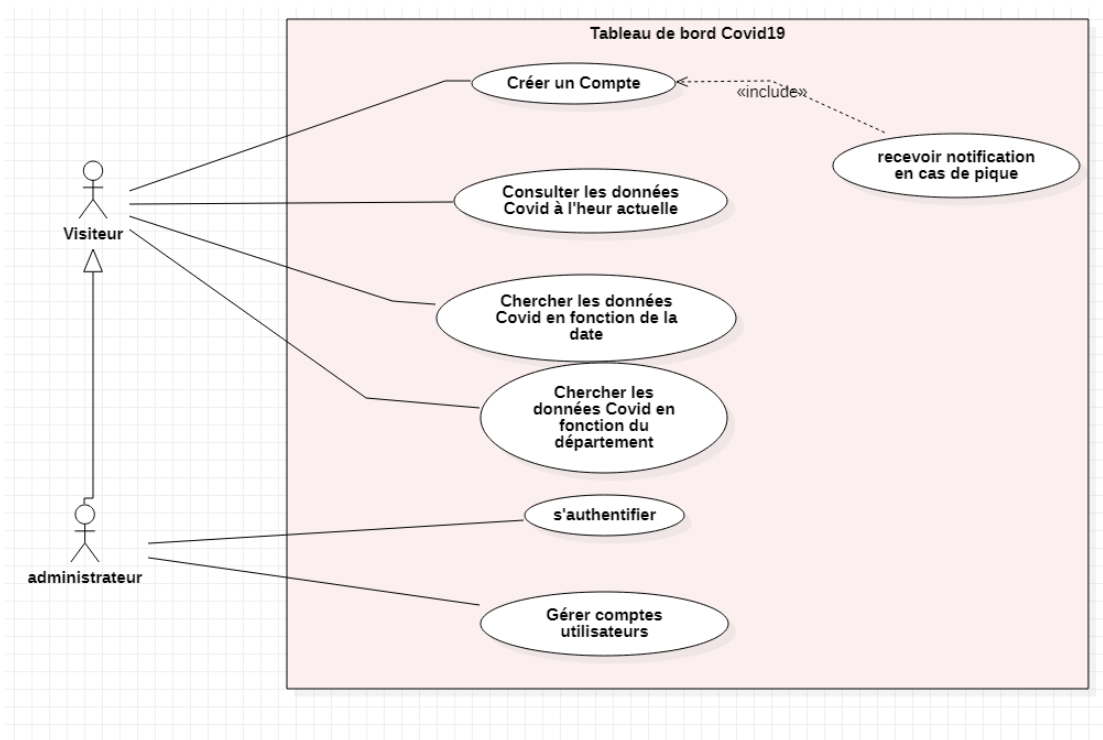 Tableau de bord Covid19
Créer un Compte
«include»
recevoir notification
en cas de pique
Consulter les données
Covid à l'heur actuelle
Visiteur
Chercher les données
Covid en fonction de la
date
Chercher les
données Covid en
fonction du
département
s'authentifier
administrateur
Gérer comptes
utilisateurs